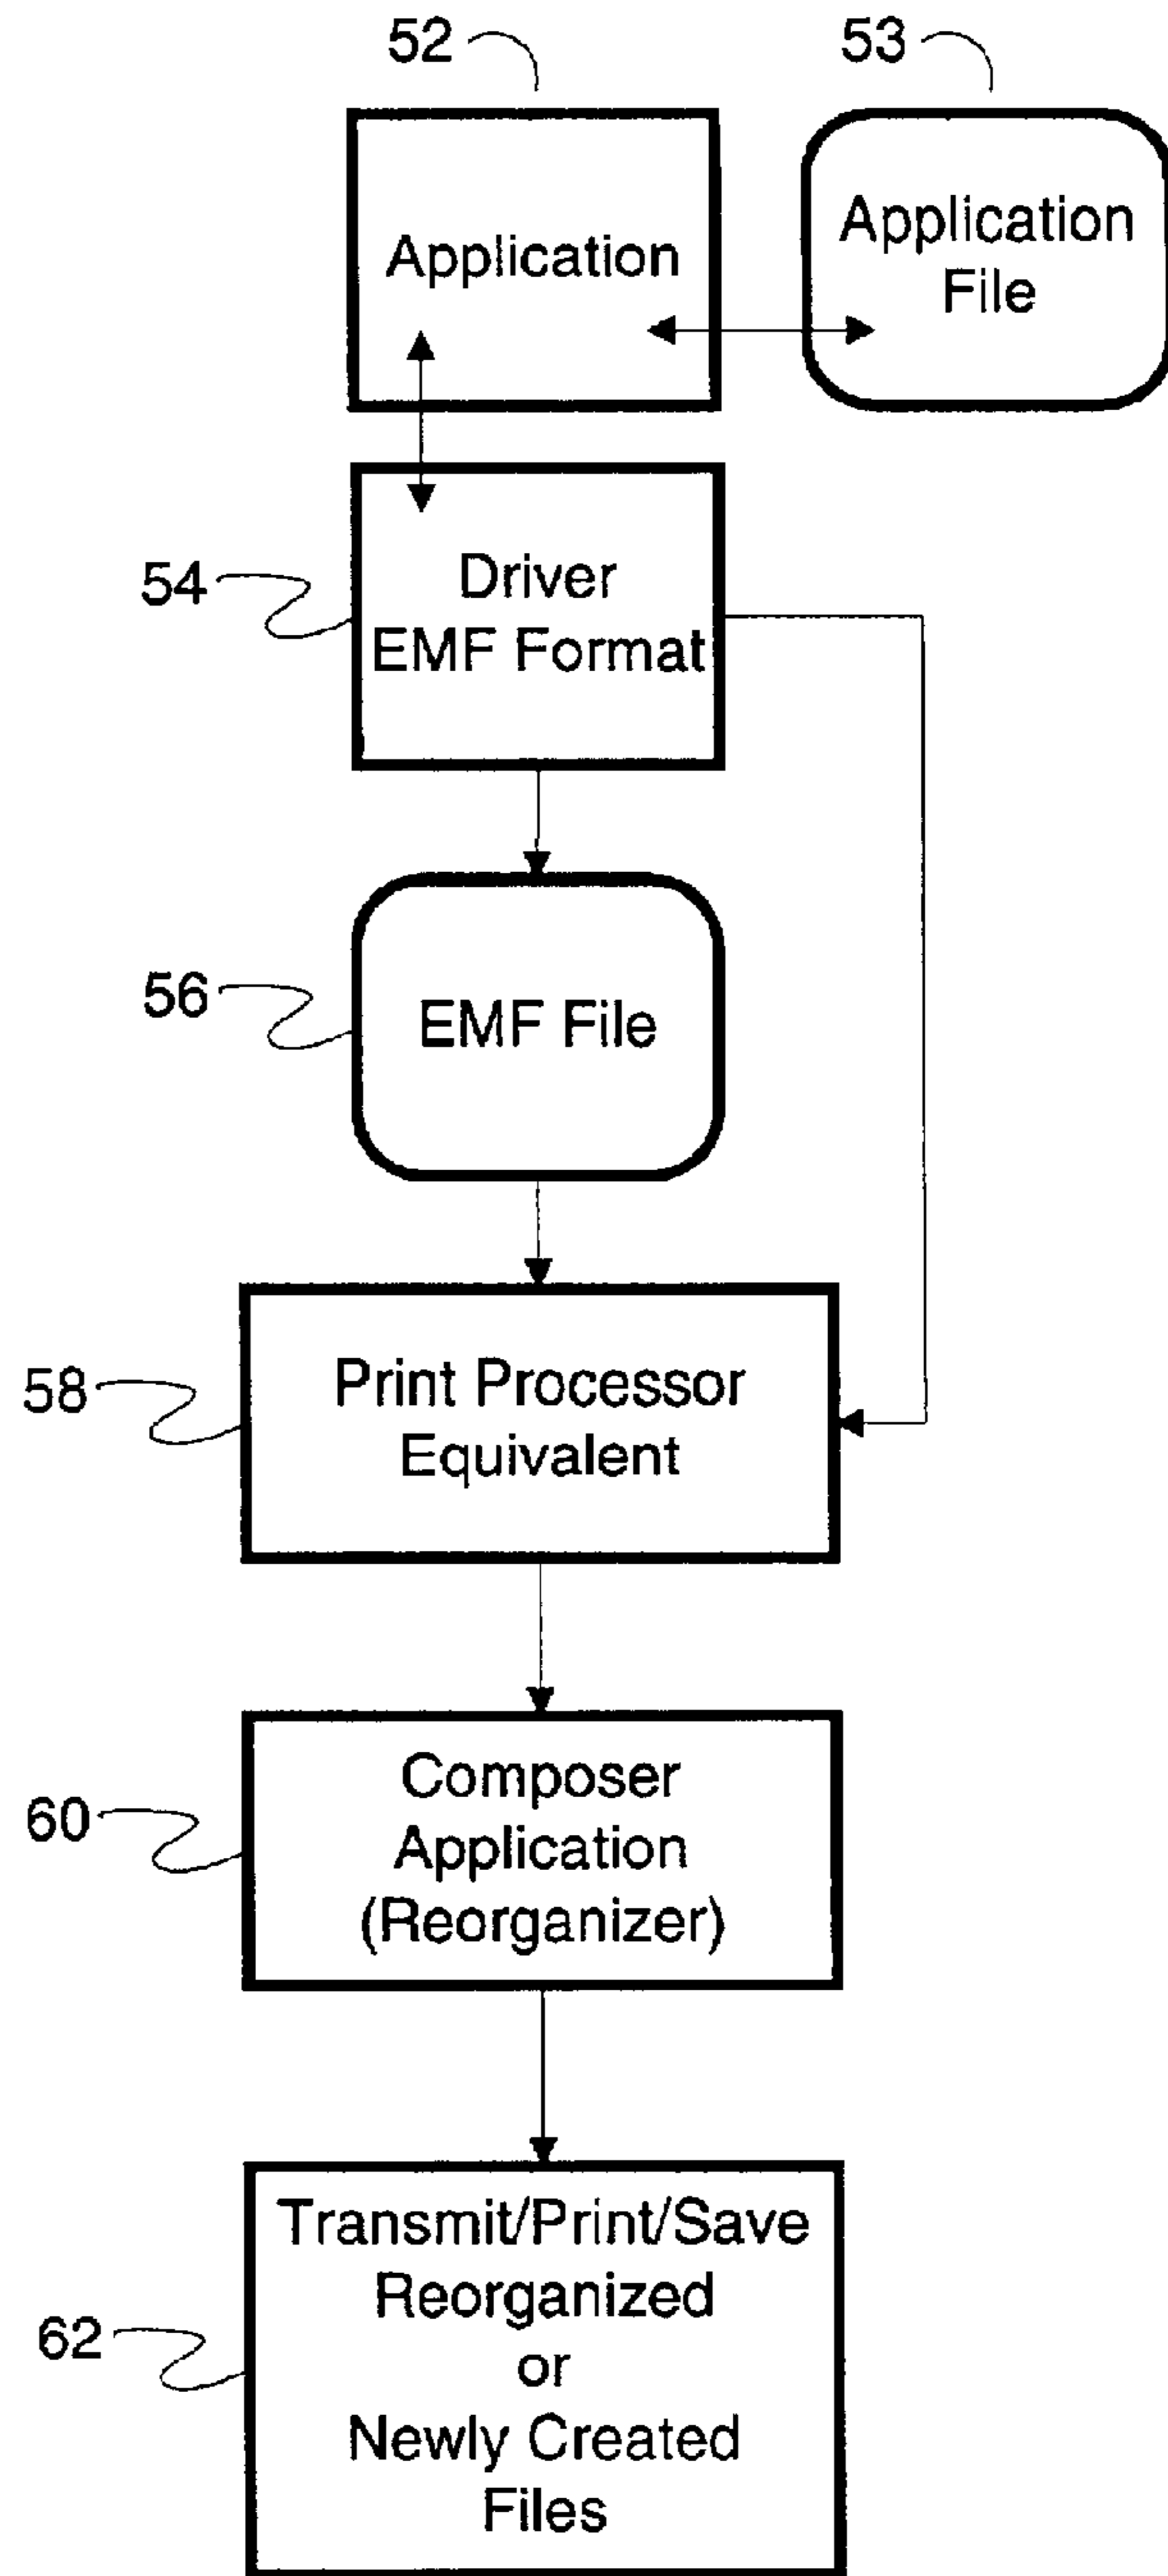 52
53
Application
Application
File
54
Driver
EMF Format
56
EMF File
58
Print Processor
Equivalent
60
Composer
Application
(Reorganizer)
62
Transmit/Print/Save
Reorganized
or
Newly Created
Files